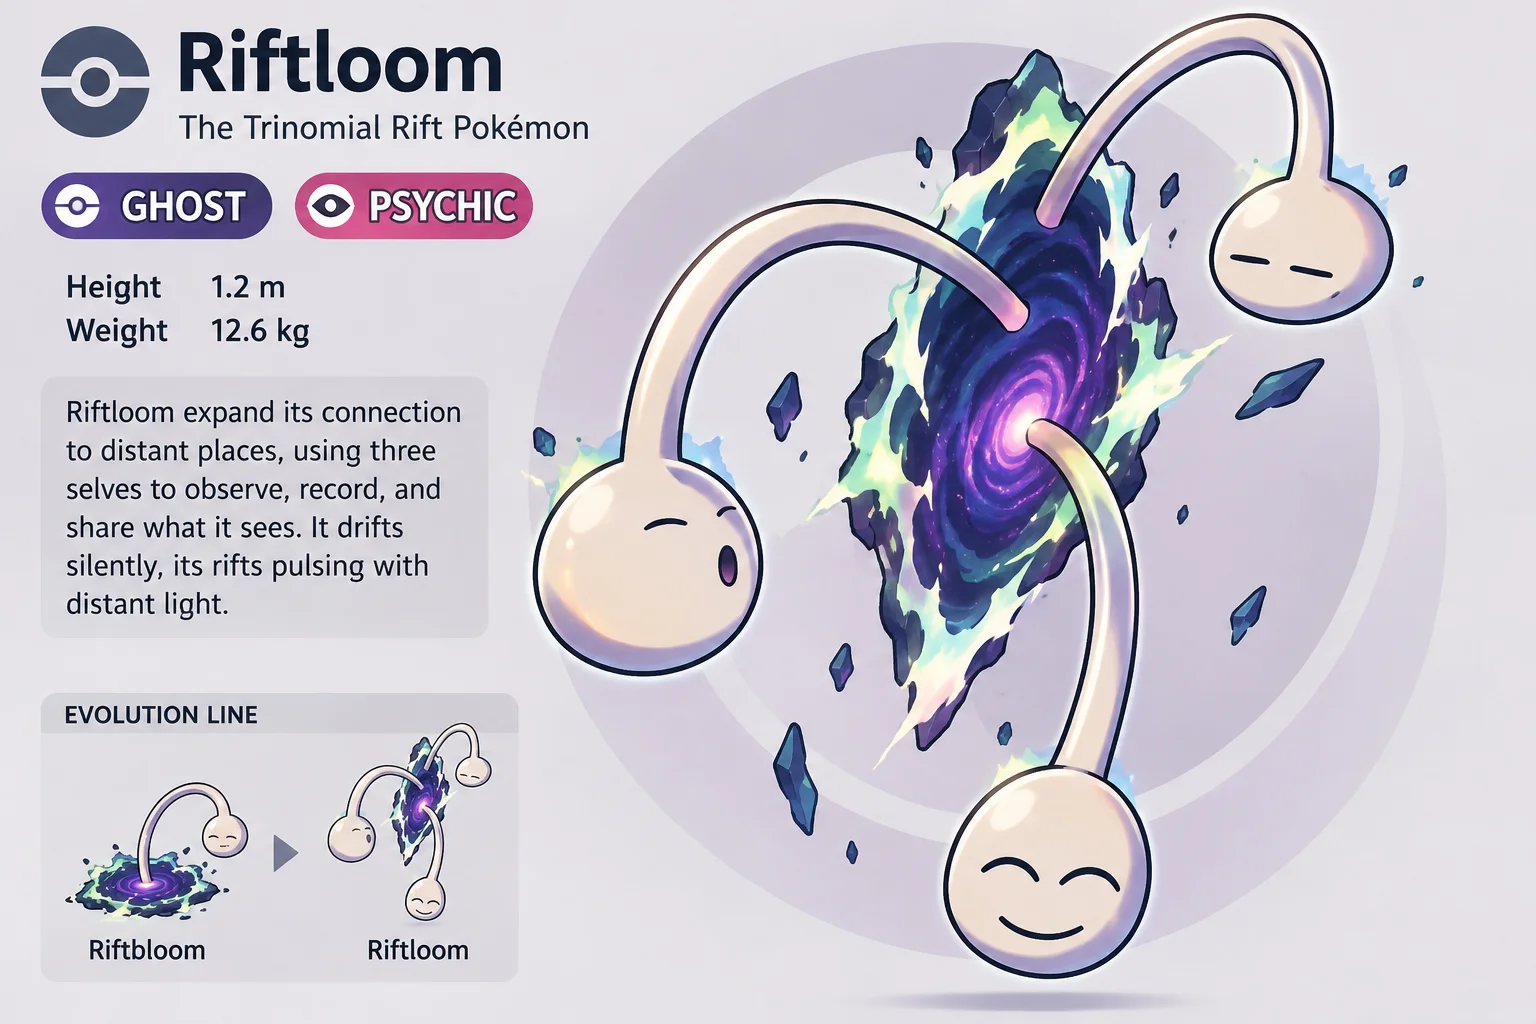 Riftloom
The Trinomial Rift Pokémon
GHOST PSYCHIC
Height 1.2 m
Weight 12.6 kg
Riftloom expand its connection
to distant places, using three
selves to observe, record, and
share what it sees. It drifts
silently, its rifts pulsing with
distant light.
EVOLUTION LINE
Riftbloom Riftloom